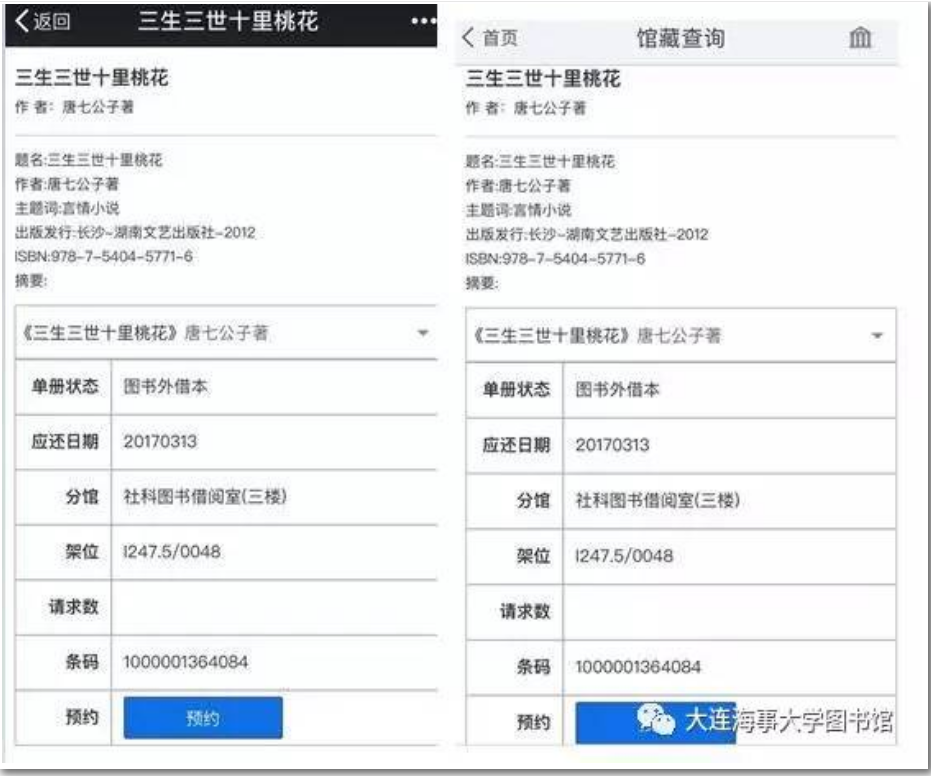 返回 三生三世十里桃花
三生三世十里桃花
作 者：唐七公子著
题名:三生三世十里桃花
作者:唐七公子著
主题词:言情小说
出版发行:长沙-湖南文艺出版社-2012
ISBN:978-7-5404-5771-6
摘要:
《三生三世十里桃花》唐七公子著
单册状态 图书外借本
应还日期 20170313
分馆 社科图书借阅室(三楼)
架位 I247.5/0048
请求数
条码 1000001364084
预约 预约
首页 馆藏查询
三生三世十里桃花
作 者：唐七公子著
题名:三生三世十里桃花
作者:唐七公子著
主题词:言情小说
出版发行:长沙-湖南文艺出版社-2012
ISBN:978-7-5404-5771-6
摘要:
《三生三世十里桃花》唐七公子著
单册状态 图书外借本
应还日期 20170313
分馆 社科图书借阅室(三楼)
架位 I247.5/0048
请求数
条码 1000001364084
预约
大连海事大学图书馆